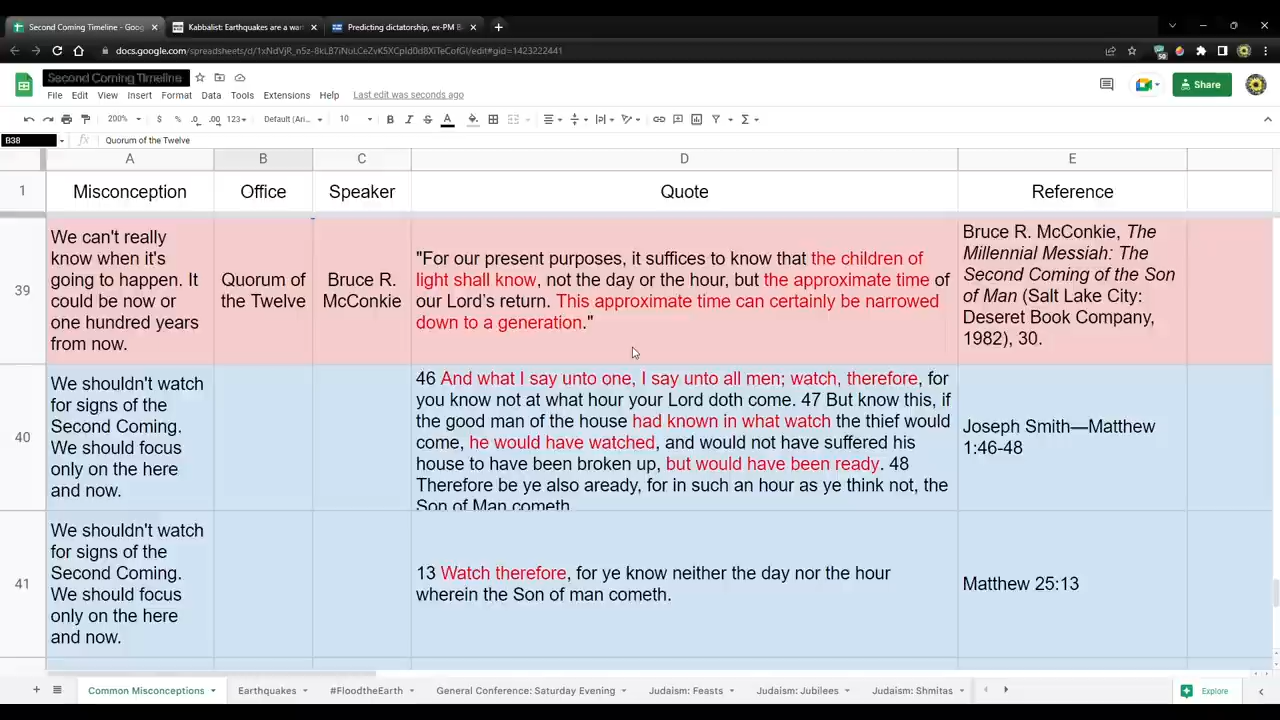 Second Coming Timeline - Goog
Kabbalist: Earthquakes are a war
Predicting dictatorship, ex-PM B
docs.google.com/spreadsheets/d/
Second Coming Timeline
File Edit View Insert Format Data Tools Extensions Help Last edit was seconds ago
Share
200% $ % .0 .00 123 Default (Ari... 10 B I S A
B38 fx Quorum of the Twelve
A B C D E
1 Misconception Office Speaker Quote Reference
39
We can't really
know when it's
going to happen. It
could be now or
one hundred years
from now.
Quorum of
the Twelve
Bruce R.
McConkie
"For our present purposes, it suffices to know that the children of
light shall know, not the day or the hour, but the approximate time of
our Lord's return. This approximate time can certainly be narrowed
down to a generation."
Bruce R. McConkie, The
Millennial Messiah: The
Second Coming of the Son
of Man (Salt Lake City:
Deseret Book Company,
1982), 30.
40
We shouldn't watch
for signs of the
Second Coming.
We should focus
only on the here
and now.
46 And what I say unto one, I say unto all men; watch, therefore, for
you know not at what hour your Lord doth come. 47 But know this, if
the good man of the house had known in what watch the thief would
come, he would have watched, and would not have suffered his
house to have been broken up, but would have been ready. 48
Therefore be ye also aready, for in such an hour as ye think not, the
Son of Man cometh
Joseph Smith—Matthew
1:46-48
41
We shouldn't watch
for signs of the
Second Coming.
We should focus
only on the here
and now.
13 Watch therefore, for ye know neither the day nor the hour
wherein the Son of man cometh.
Matthew 25:13
Common Misconceptions Earthquakes #FloodtheEarth General Conference: Saturday Evening Judaism: Feasts Judaism: Jubilees Judaism: Shmitas Explore